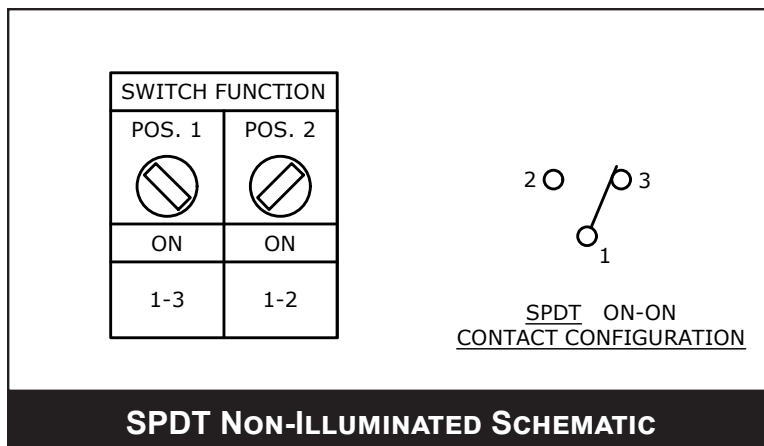 SWITCH FUNCTION
POS. 1 POS. 2
ON ON
1-3 1-2
2 3
1
SPDT ON-ON
CONTACT CONFIGURATION
SPDT NON-ILLUMINATED SCHEMATIC